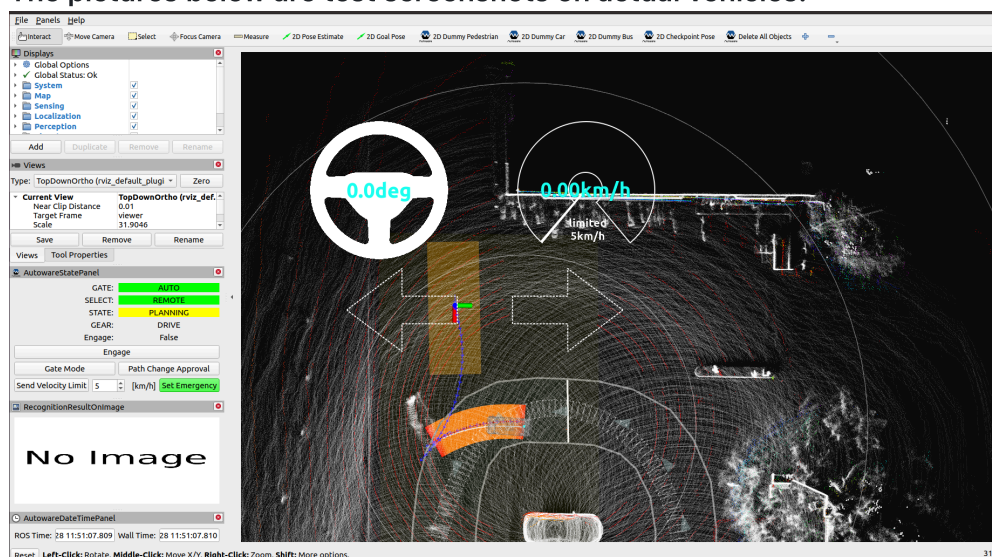 The pictures below are test screenshots on actual vehicles.
File Panels Help
Interact Move Camera Select Focus Camera Measure 2D Pose Estimate 2D Goal Pose 2D Dummy Pedestrian 2D Dummy Car 2D Dummy Bus 2D Checkpoint Pose Delete All Objects
Displays
Global Options
Global Status: Ok
System
Map
Sensing
Localization
Perception
Add Duplicate Remove Rename
Views
Type: TopDownOrtho (rviz_default_plugi Zero
Current View TopDownOrtho (rviz_def...
Near Clip Distance 0.01
Target Frame viewer
Scale 31.9046
Save Remove Rename
Views Tool Properties
AutowareStatePanel
GATE: AUTO
SELECT: REMOTE
STATE: PLANNING
GEAR: DRIVE
Engage: False
Engage
Gate Mode Path Change Approval
Send Velocity Limit 5 [km/h] Set Emergency
RecognitionResultOnImage
No Image
AutowareDateTimePanel
ROS Time: 28 11:51:07.809 Wall Time: 28 11:51:07.810
Reset Left-Click: Rotate. Middle-Click: Move X/Y. Right-Click: Zoom. Shift: More options. 31
0.0deg
0.00km/h
limited
5km/h